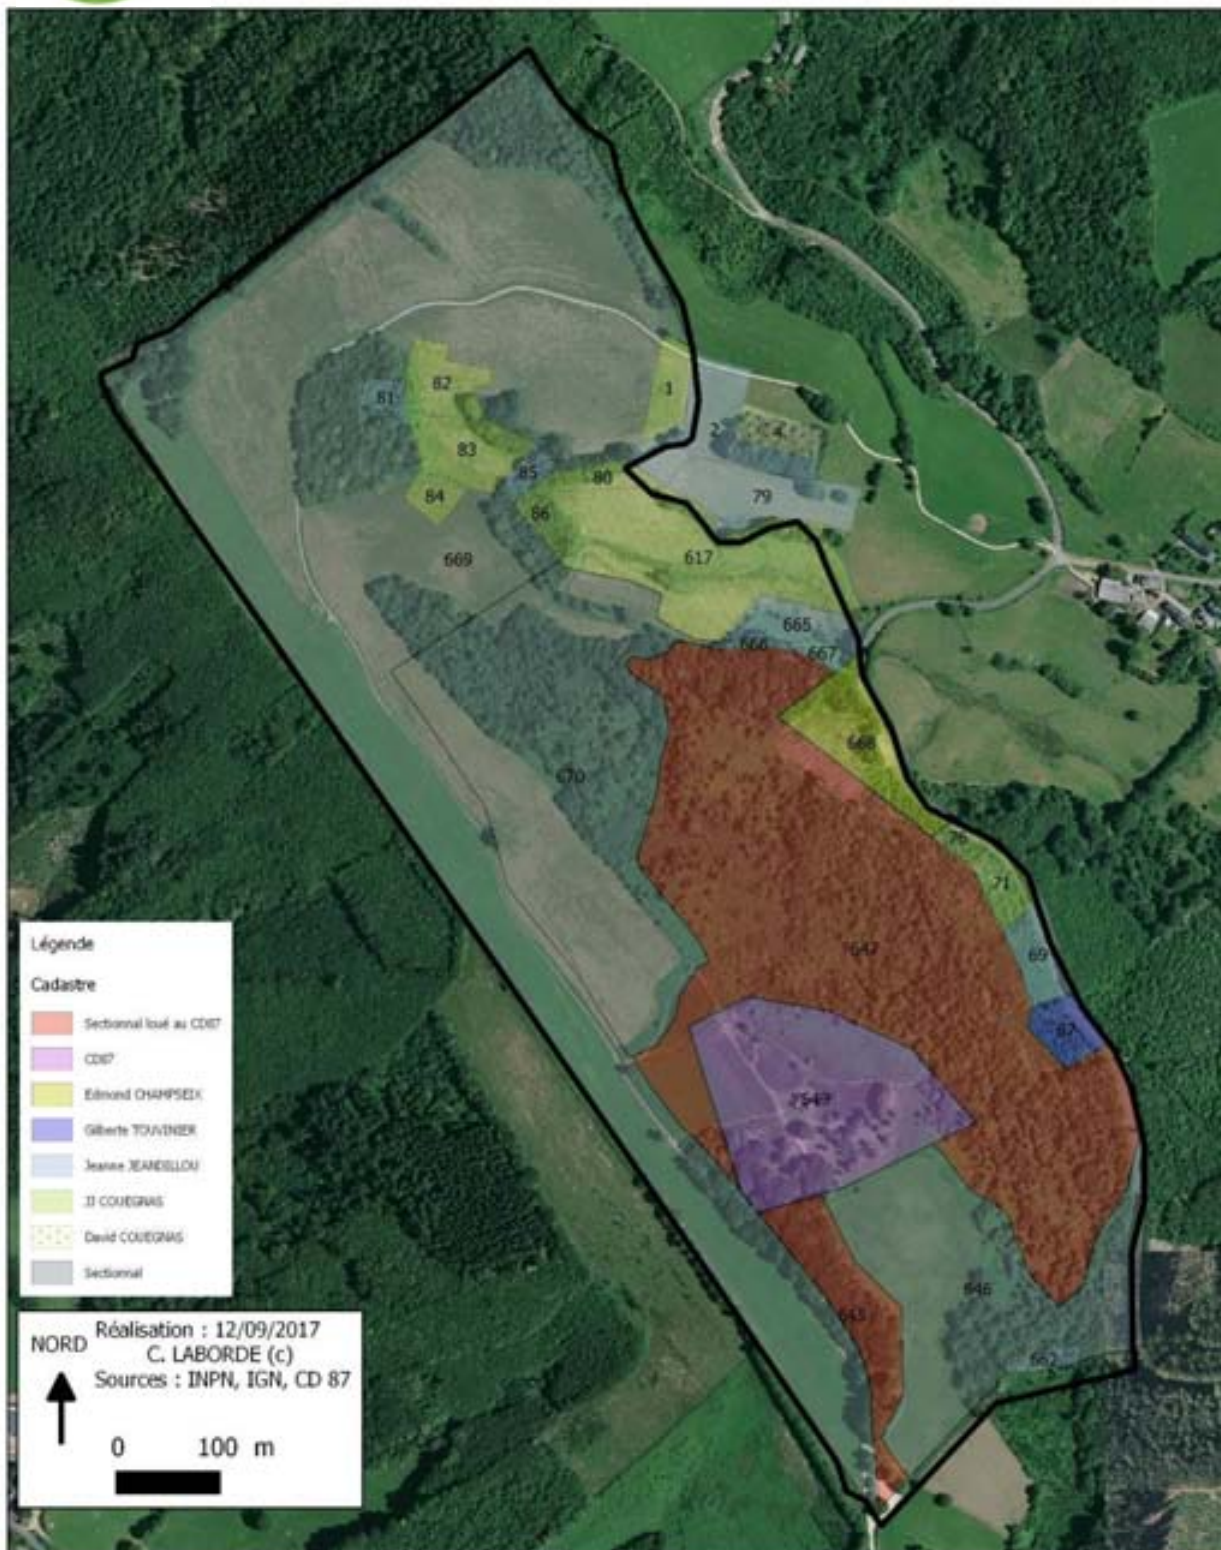 82
81
1
83
2
4
85
80
84
79
86
669
617
665
666
667
668
670
71
642
69
67
646
662
Légende
Cadastre
Sectionnal loué au CD87
CD87
Edmond CHAMPSEIX
Gilberte TOUVINIER
Jeanne JEANDILLOU
JJ COUEGNAS
David COUEGNAS
Sectionnal
NORD
Réalisation : 12/09/2017
C. LABORDE (c)
Sources : INPN, IGN, CD 87
0 100 m